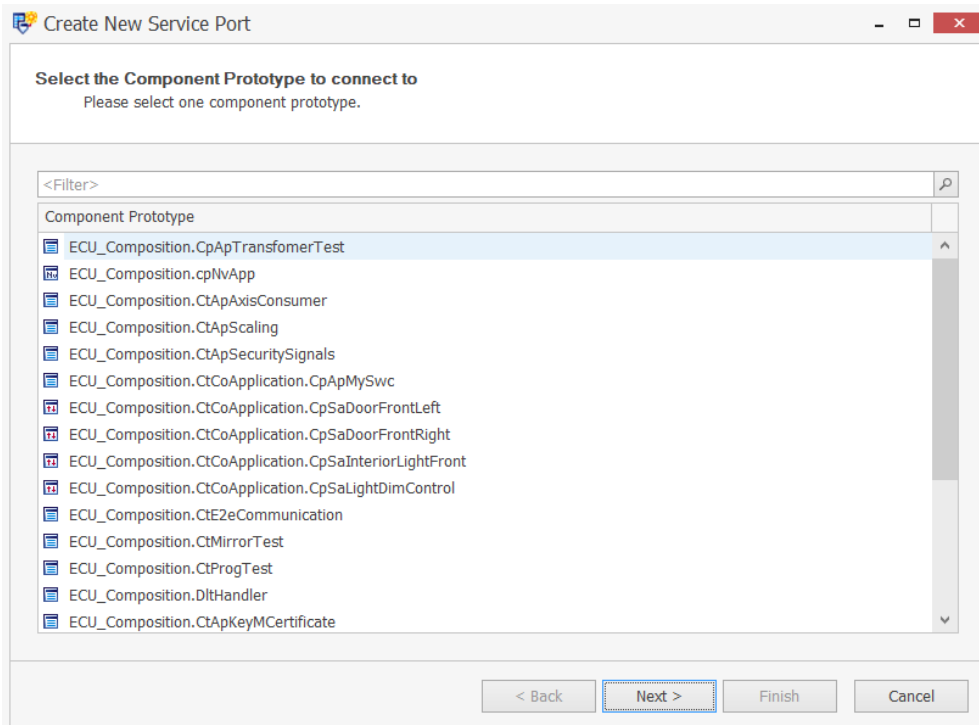 Create New Service Port
Select the Component Prototype to connect to
Please select one component prototype.
<Filter>
Component Prototype
ECU_Composition.CpApTransfomerTest
ECU_Composition.cpNvApp
ECU_Composition.CtApAxisConsumer
ECU_Composition.CtApScaling
ECU_Composition.CtApSecuritySignals
ECU_Composition.CtCoApplication.CpApMySwc
ECU_Composition.CtCoApplication.CpSaDoorFrontLeft
ECU_Composition.CtCoApplication.CpSaDoorFrontRight
ECU_Composition.CtCoApplication.CpSaInteriorLightFront
ECU_Composition.CtCoApplication.CpSaLightDimControl
ECU_Composition.CtE2eCommunication
ECU_Composition.CtMirrorTest
ECU_Composition.CtProgTest
ECU_Composition.DltHandler
ECU_Composition.CtApKeyMCertificate
< Back Next > Finish Cancel